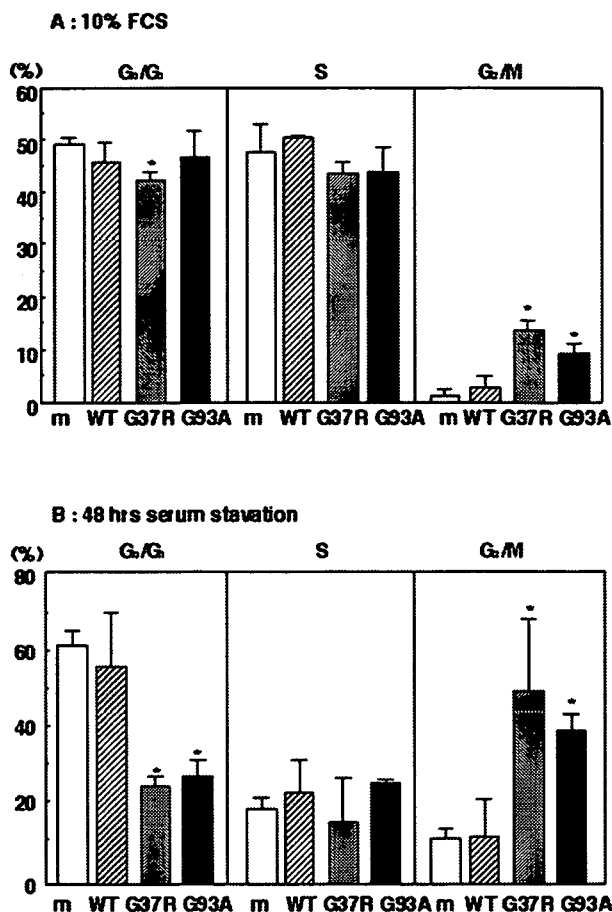 A : 10% FCS
(%) G₀/G₁ S G₂/M
60
50
40
30
20
10
0
*
* *
m WT G37R G93A m WT G37R G93A m WT G37R G93A
B : 48 hrs serum stavation
(%) G₀/G₁ S G₂/M
80
60
40
20
0
* *
* *
m WT G37R G93A m WT G37R G93A m WT G37R G93A